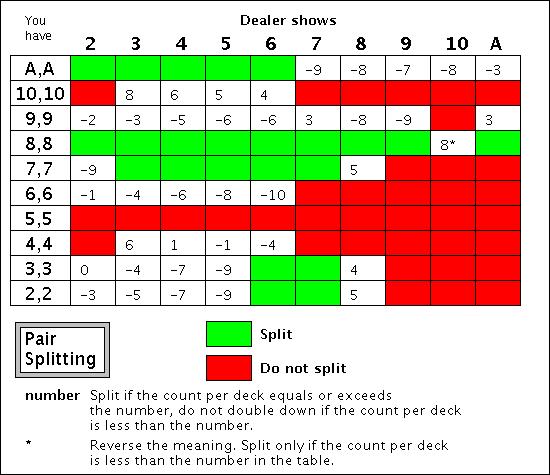 You Dealer shows
have 2 3 4 5 6 7 8 9 10 A
A,A -9 -8 -7 -8 -3
10,10 8 6 5 4
9,9 -2 -3 -5 -6 -6 3 -8 -9 3
8,8 8*
7,7 -9 5
6,6 -1 -4 -6 -8 -10
5,5
4,4 6 1 -1 -4
3,3 0 -4 -7 -9 4
2,2 -3 -5 -7 -9 5
Pair
Splitting
Split
Do not split
number Split if the count per deck equals or exceeds
the number, do not double down if the count per deck
is less than the number.
* Reverse the meaning. Split only if the count per deck
is less than the number in the table.